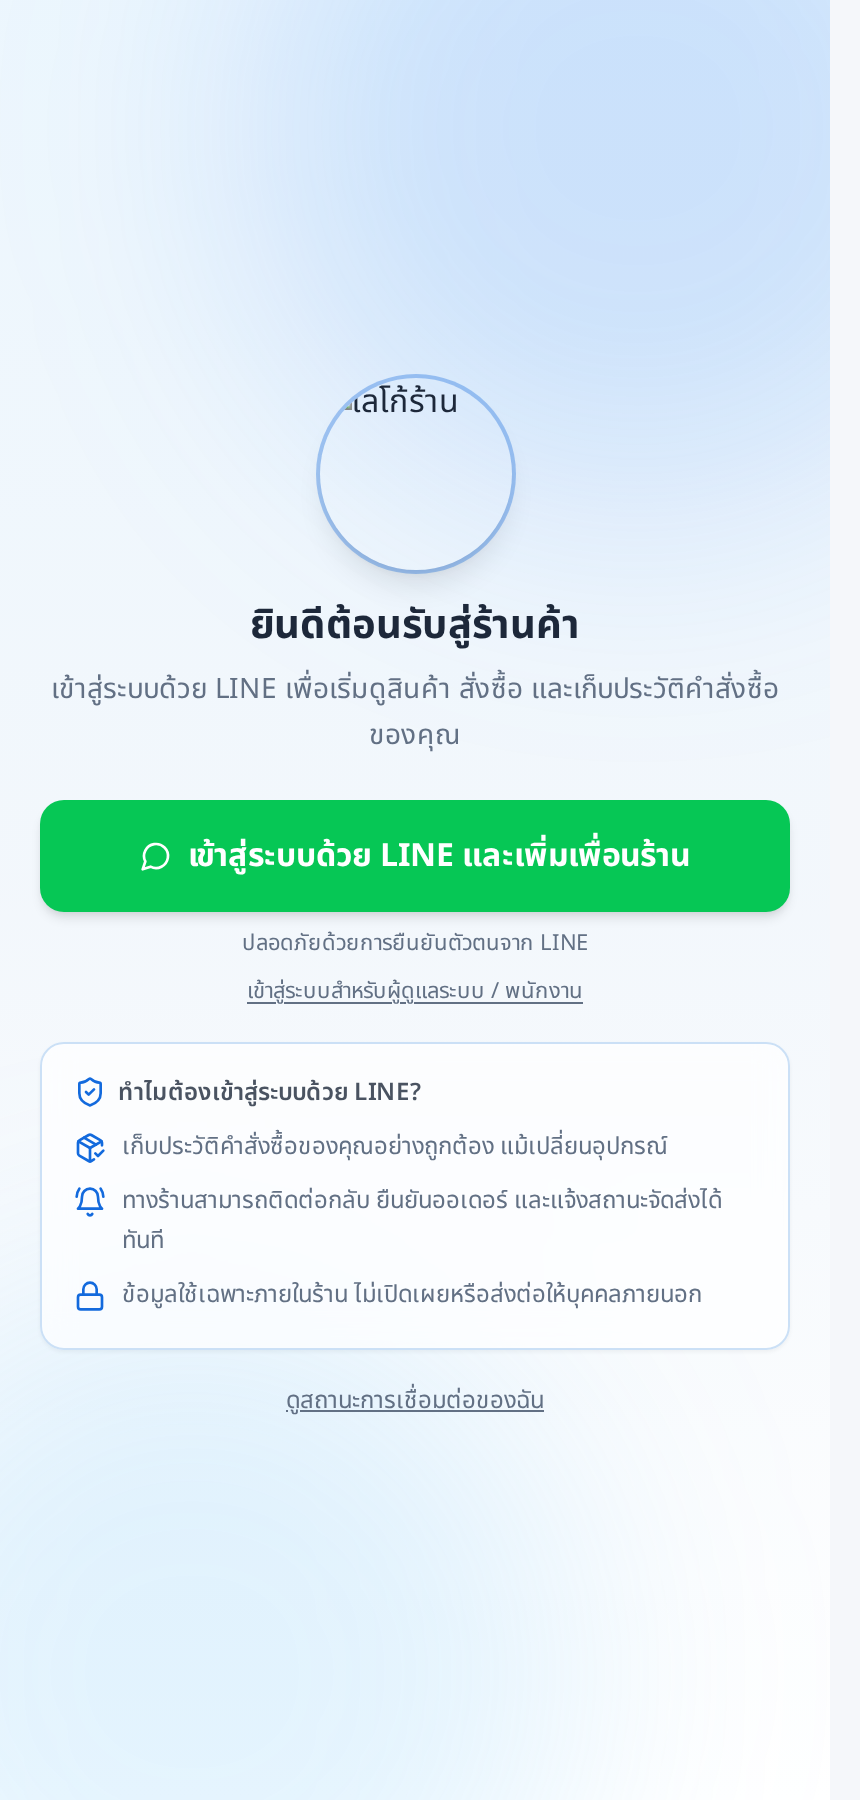 โลโก้ร้าน
ยินดีต้อนรับสู่ร้านค้า
เข้าสู่ระบบด้วย LINE เพื่อเริ่มดูสินค้า สั่งซื้อ และเก็บประวัติคำสั่งซื้อ
ของคุณ
เข้าสู่ระบบด้วย LINE และเพิ่มเพื่อนร้าน
ปลอดภัยด้วยการยืนยันตัวตนจาก LINE
เข้าสู่ระบบสำหรับผู้ดูแลระบบ / พนักงาน
ทำไมต้องเข้าสู่ระบบด้วย LINE?
เก็บประวัติคำสั่งซื้อของคุณอย่างถูกต้อง แม้เปลี่ยนอุปกรณ์
ทางร้านสามารถติดต่อกลับ ยืนยันออเดอร์ และแจ้งสถานะจัดส่งได้
ทันที
ข้อมูลใช้เฉพาะภายในร้าน ไม่เปิดเผยหรือส่งต่อให้บุคคลภายนอก
ดูสถานะการเชื่อมต่อของฉัน